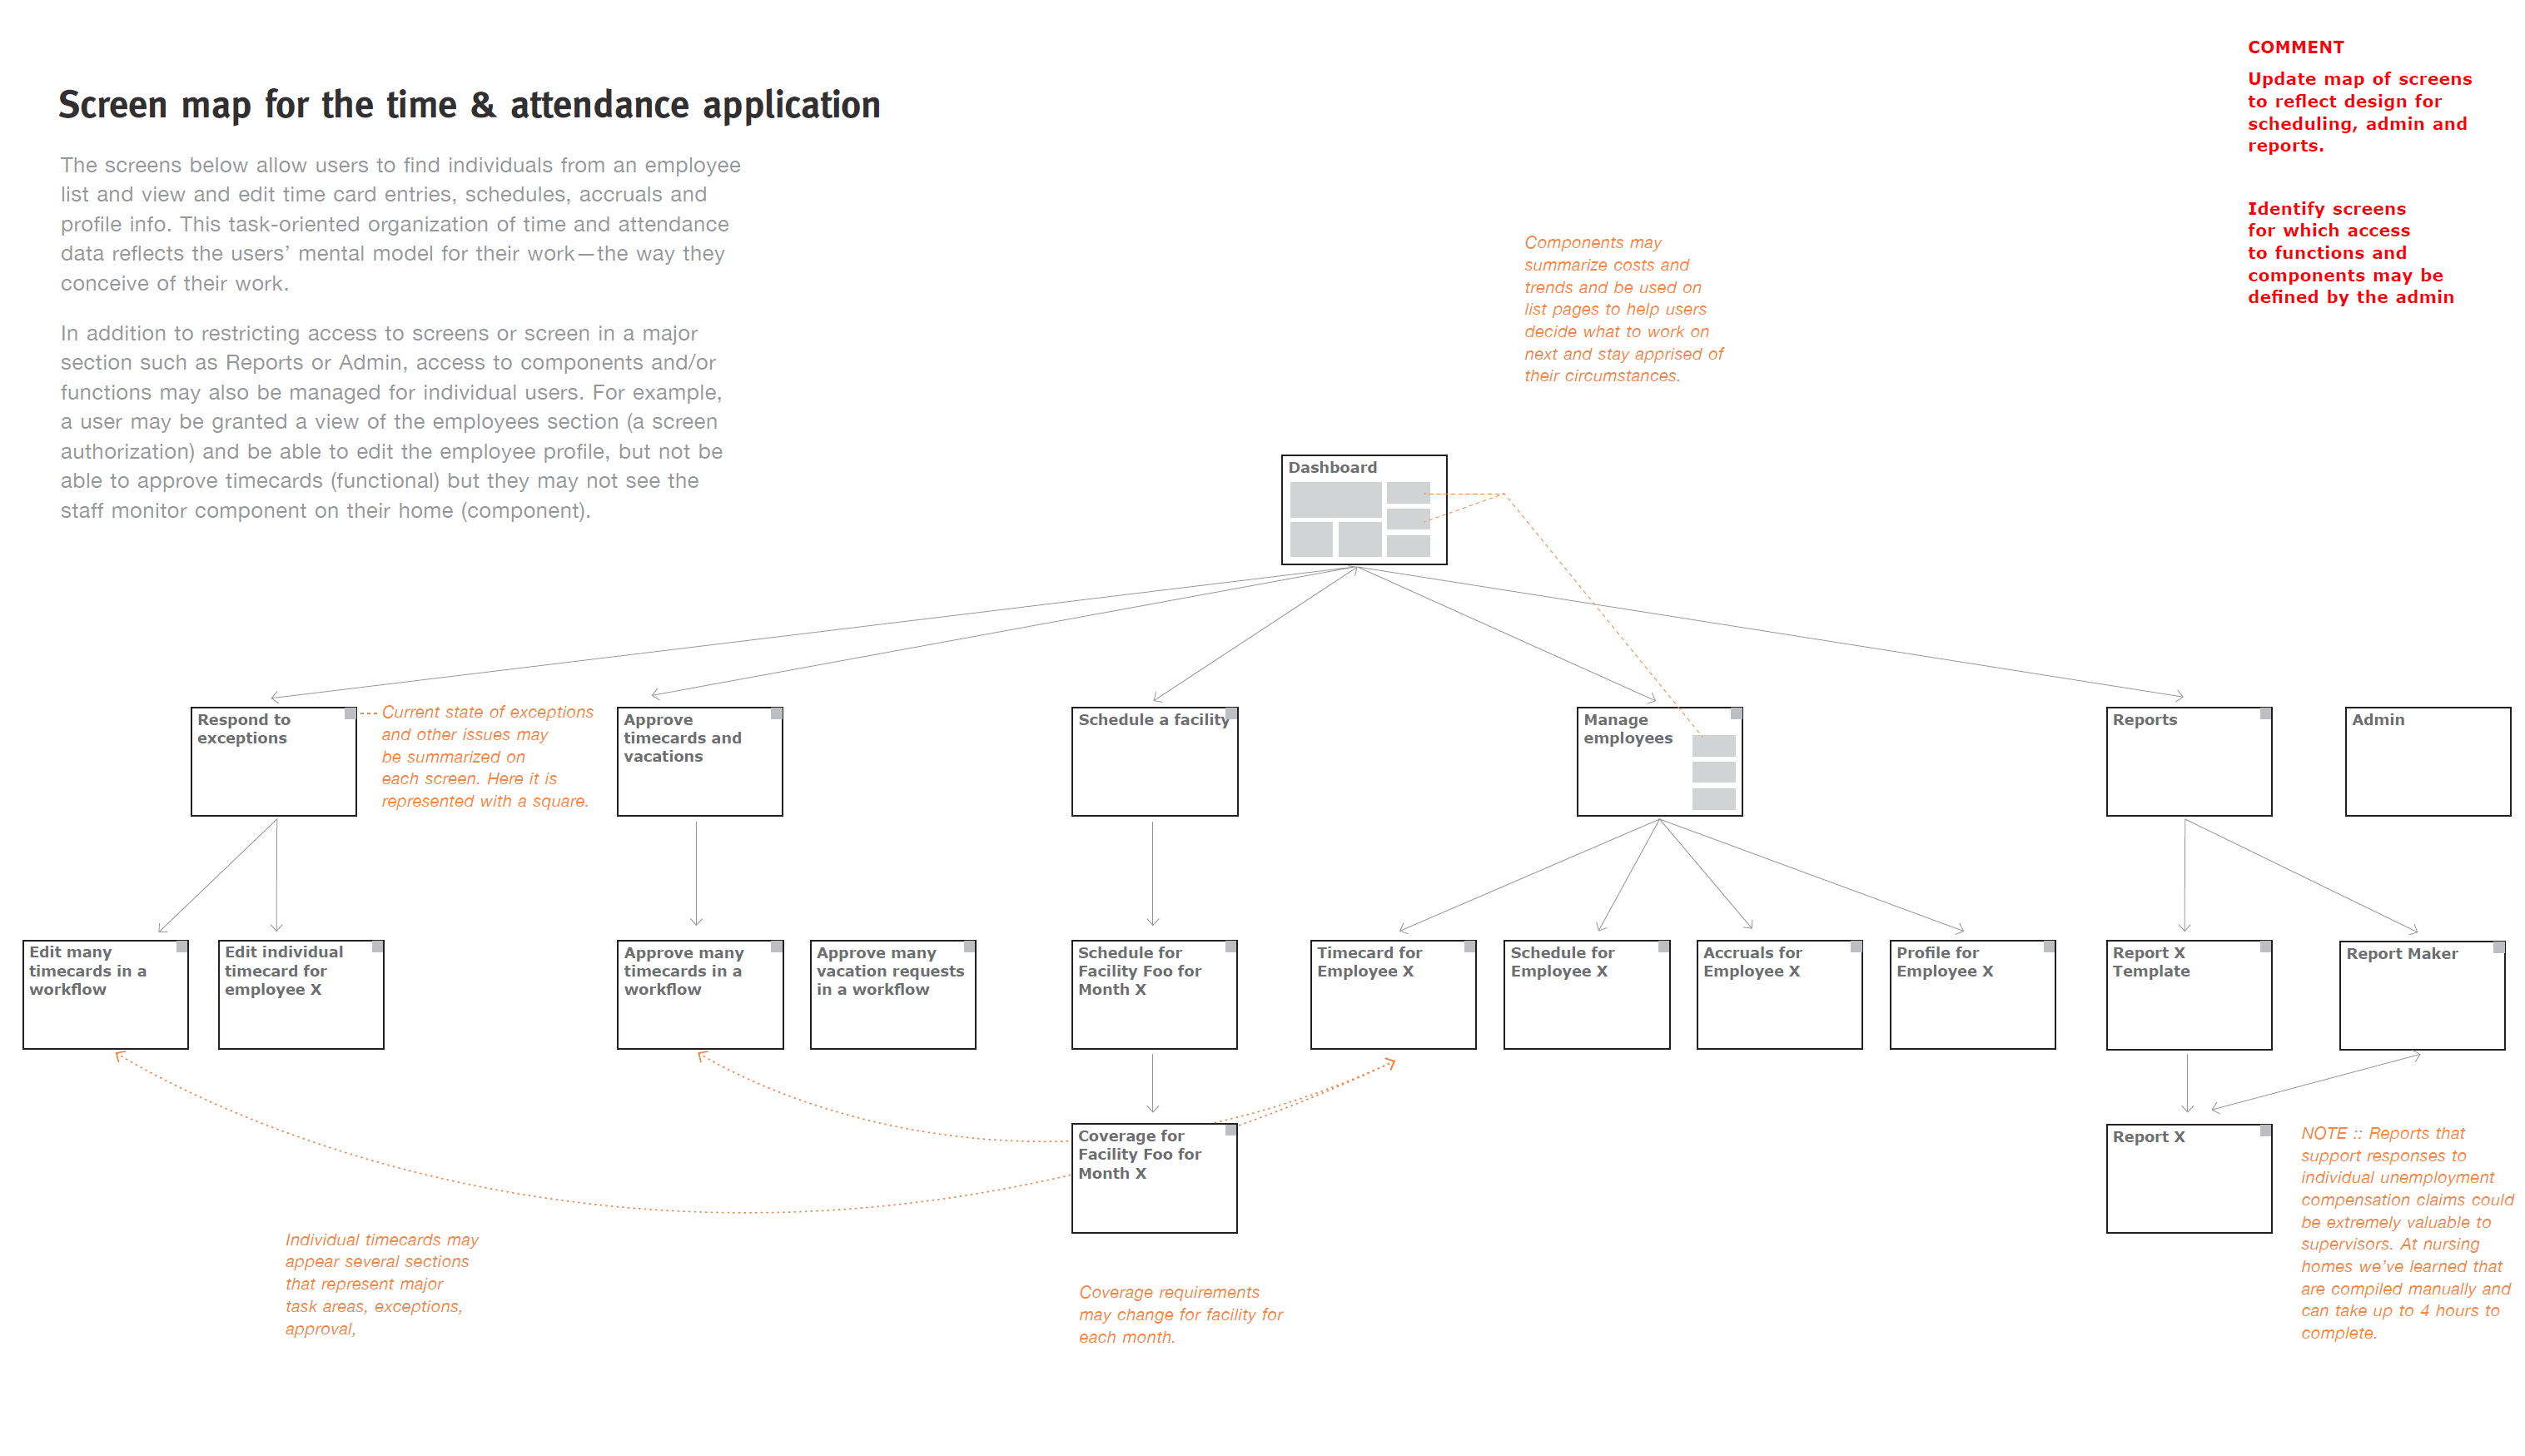 Screen map for the time & attendance application
The screens below allow users to find individuals from an employee
list and view and edit time card entries, schedules, accruals and
profile info. This task-oriented organization of time and attendance
data reflects the users’ mental model for their work—the way they
conceive of their work.
In addition to restricting access to screens or screen in a major
section such as Reports or Admin, access to components and/or
functions may also be managed for individual users. For example,
a user may be granted a view of the employees section (a screen
authorization) and be able to edit the employee profile, but not be
able to approve timecards (functional) but they may not see the
staff monitor component on their home (component).
COMMENT
Update map of screens
to reflect design for
scheduling, admin and
reports.
Identify screens
for which access
to functions and
components may be
defined by the admin
Components may
summarize costs and
trends and be used on
list pages to help users
decide what to work on
next and stay apprised of
their circumstances.
Dashboard
Respond to
exceptions
Current state of exceptions
and other issues may
be summarized on
each screen. Here it is
represented with a square.
Approve
timecards and
vacations
Schedule a facility
Manage
employees
Reports
Admin
Edit many
timecards in a
workflow
Edit individual
timecard for
employee X
Approve many
timecards in a
workflow
Approve many
vacation requests
in a workflow
Schedule for
Facility Foo for
Month X
Timecard for
Employee X
Schedule for
Employee X
Accruals for
Employee X
Profile for
Employee X
Report X
Template
Report Maker
Coverage for
Facility Foo for
Month X
Report X
NOTE :: Reports that
support responses to
individual unemployment
compensation claims could
be extremely valuable to
supervisors. At nursing
homes we’ve learned that
are compiled manually and
can take up to 4 hours to
complete.
Individual timecards may
appear several sections
that represent major
task areas, exceptions,
approval,
Coverage requirements
may change for facility for
each month.